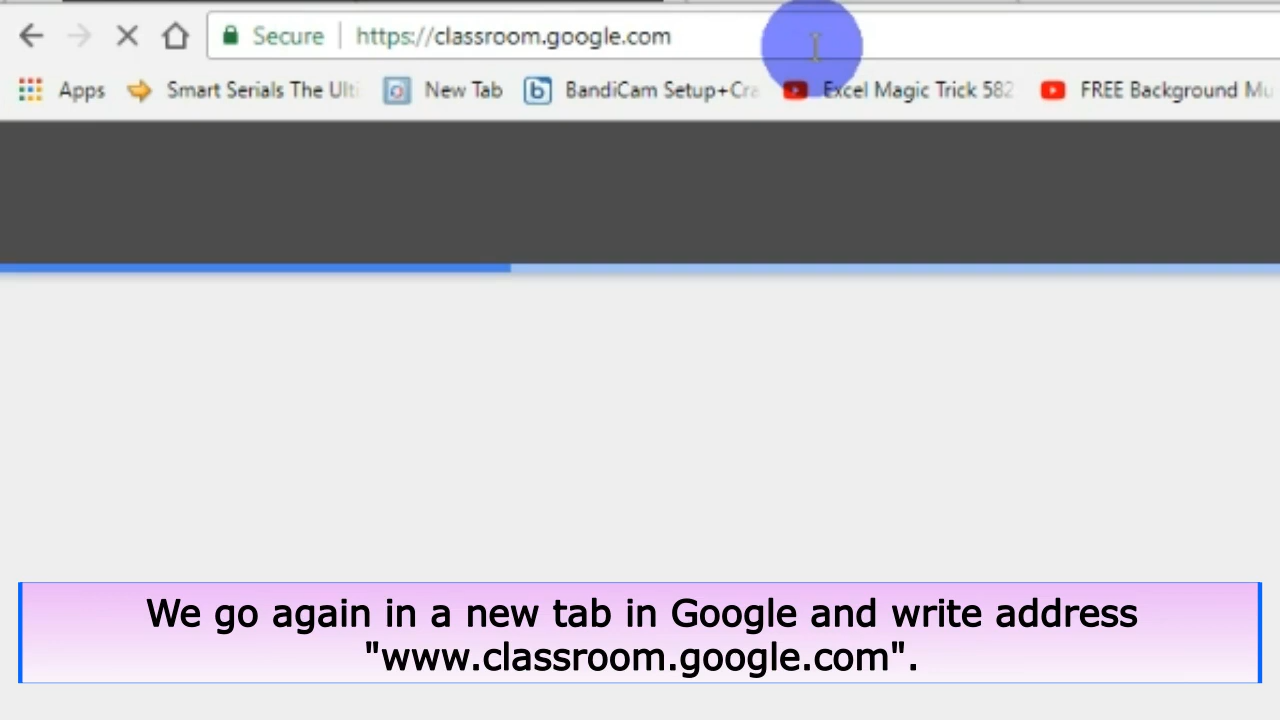 Secure | https://classroom.google.com
Apps Smart Serials The Ulti New Tab BandiCam Setup+Cra Excel Magic Trick 582 FREE Background Mu
We go again in a new tab in Google and write address
"www.classroom.google.com".